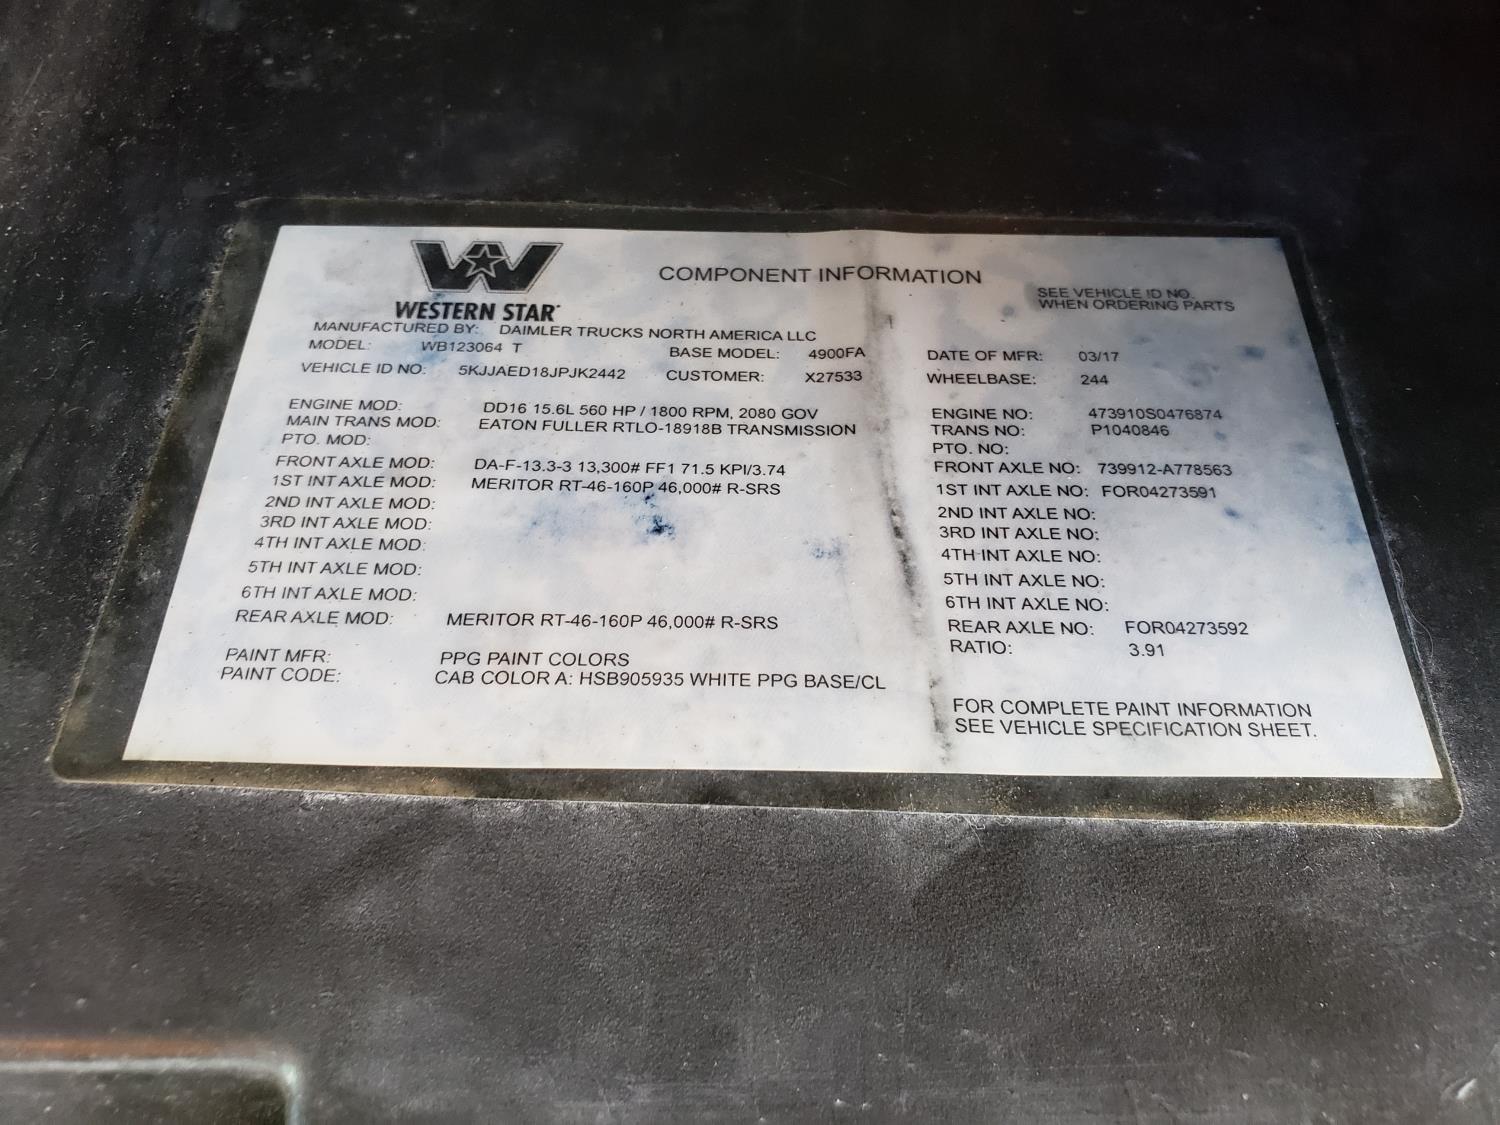 WESTERN STAR
COMPONENT INFORMATION
SEE VEHICLE ID NO.
WHEN ORDERING PARTS
MANUFACTURED BY: DAIMLER TRUCKS NORTH AMERICA LLC
MODEL: WB123064 T BASE MODEL: 4900FA DATE OF MFR: 03/17
VEHICLE ID NO: 5KJJAED18JPJK2442 CUSTOMER: X27533 WHEELBASE: 244
ENGINE MOD: DD16 15.6L 560 HP / 1800 RPM, 2080 GOV ENGINE NO: 473910S0476874
MAIN TRANS MOD: EATON FULLER RTLO-18918B TRANSMISSION TRANS NO: P1040846
PTO. MOD: PTO. NO:
FRONT AXLE MOD: DA-F-13.3-3 13,300# FF1 71.5 KPI/3.74 FRONT AXLE NO: 739912-A778563
1ST INT AXLE MOD: MERITOR RT-46-160P 46,000# R-SRS 1ST INT AXLE NO: FOR04273591
2ND INT AXLE MOD: 2ND INT AXLE NO:
3RD INT AXLE MOD: 3RD INT AXLE NO:
4TH INT AXLE MOD: 4TH INT AXLE NO:
5TH INT AXLE MOD: 5TH INT AXLE NO:
6TH INT AXLE MOD: 6TH INT AXLE NO:
REAR AXLE MOD: MERITOR RT-46-160P 46,000# R-SRS REAR AXLE NO: FOR04273592
RATIO: 3.91
PAINT MFR: PPG PAINT COLORS
PAINT CODE: CAB COLOR A: HSB905935 WHITE PPG BASE/CL
FOR COMPLETE PAINT INFORMATION
SEE VEHICLE SPECIFICATION SHEET.